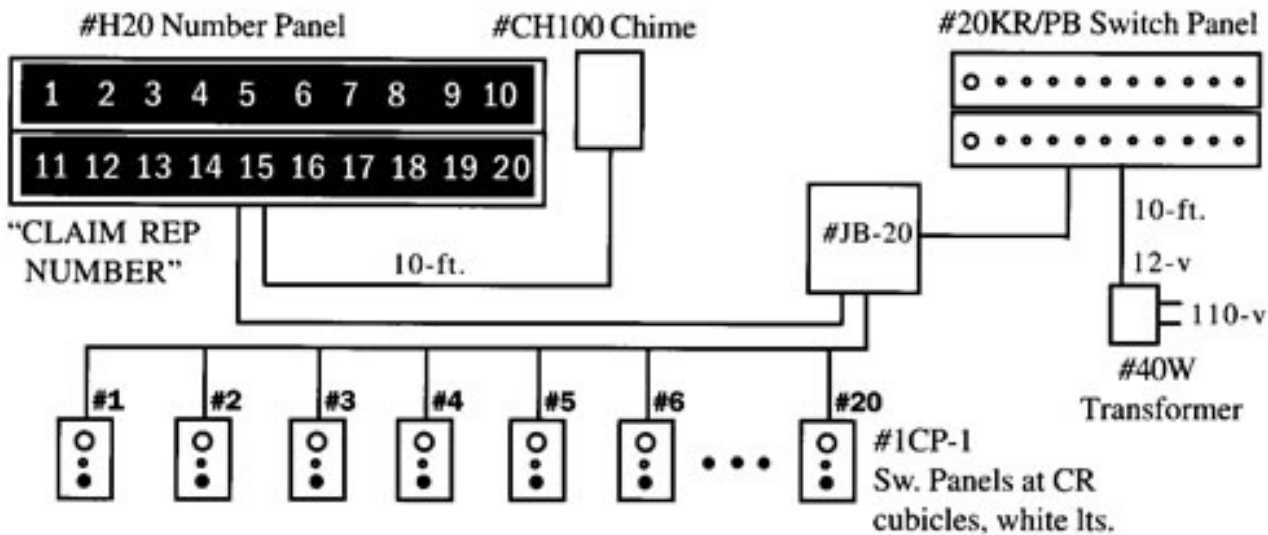 #H20 Number Panel
#CH100 Chime
#20KR/PB Switch Panel
1 2 3 4 5 6 7 8 9 10
11 12 13 14 15 16 17 18 19 20
“CLAIM REP
NUMBER”
10-ft.
#JB-20
10-ft.
12-v
110-v
#40W
Transformer
#1 #2 #3 #4 #5 #6 #20
#1CP-1
Sw. Panels at CR
cubicles, white lts.